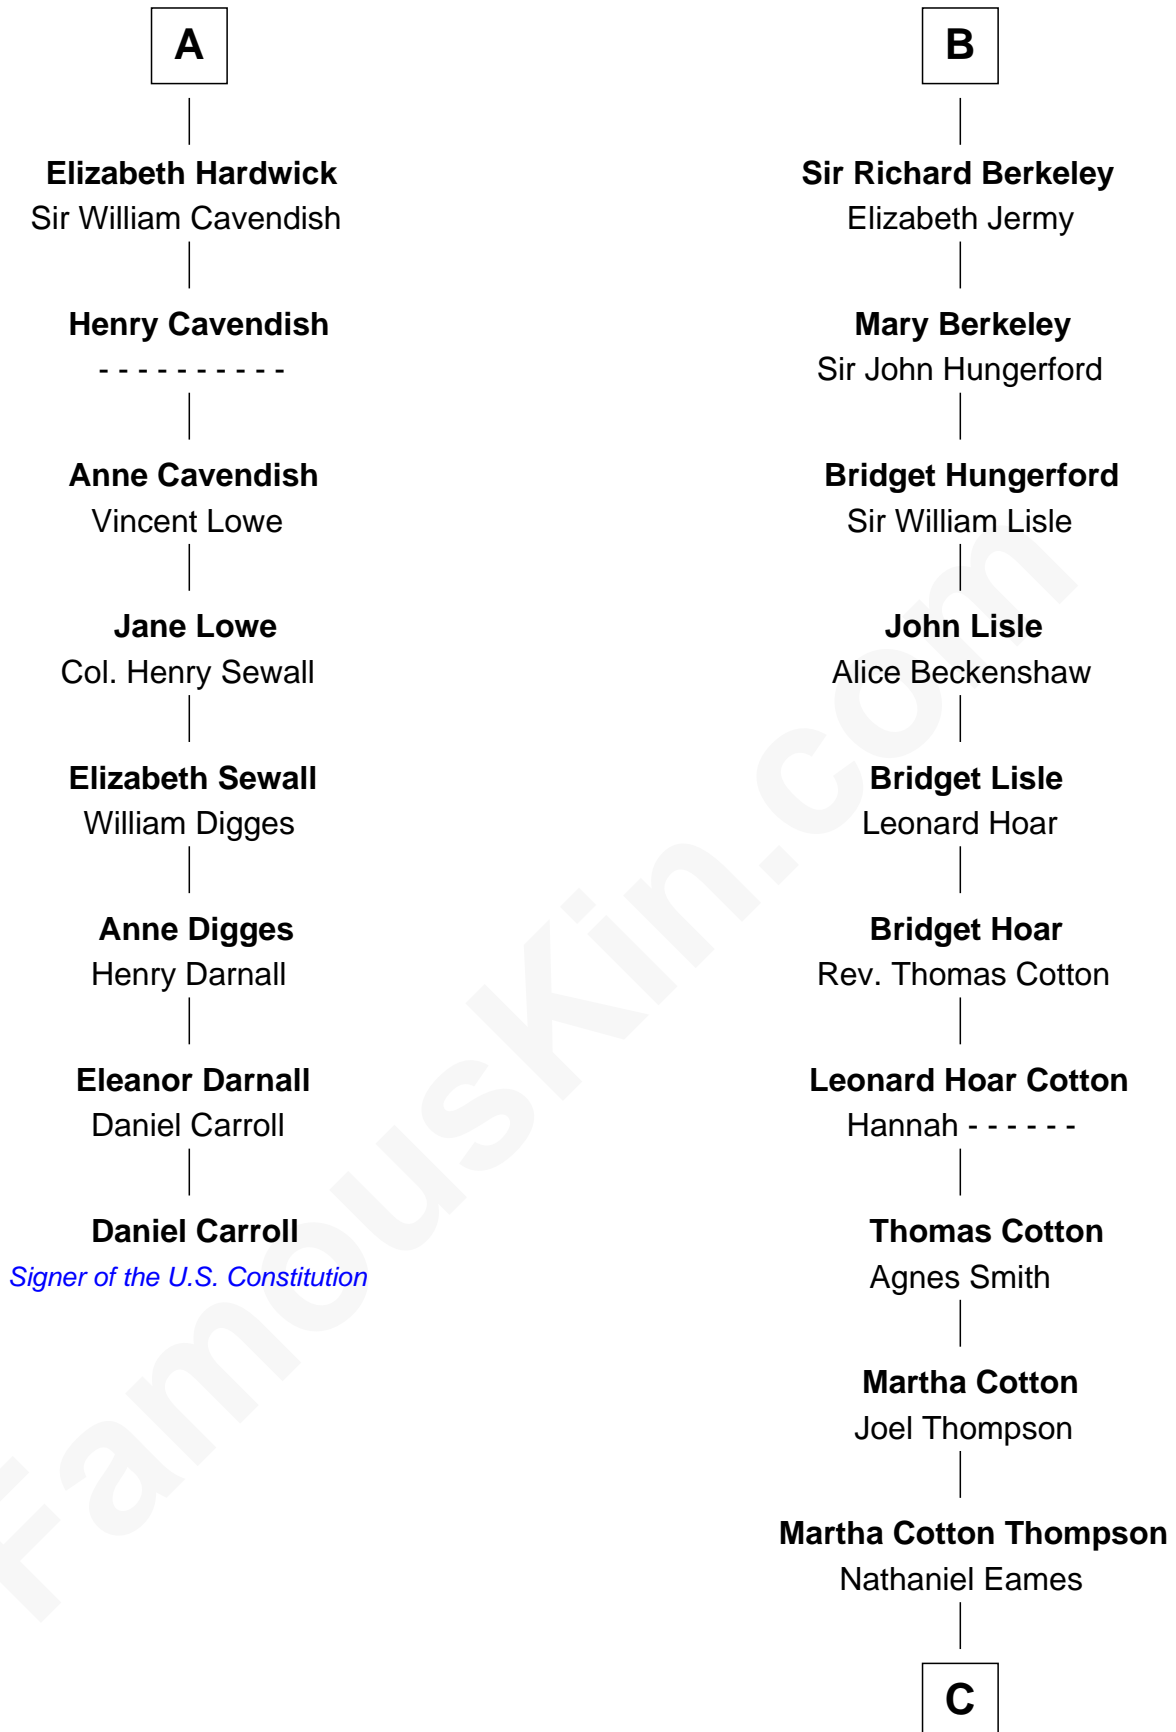 A
Elizabeth Hardwick
Sir William Cavendish
Henry Cavendish
- - - - - - - - - -
Anne Cavendish
Vincent Lowe
Jane Lowe
Col. Henry Sewall
Elizabeth Sewall
William Digges
Anne Digges
Henry Darnall
Eleanor Darnall
Daniel Carroll
Daniel Carroll
Signer of the U.S. Constitution
B
Sir Richard Berkeley
Elizabeth Jermy
Mary Berkeley
Sir John Hungerford
Bridget Hungerford
Sir William Lisle
John Lisle
Alice Beckenshaw
Bridget Lisle
Leonard Hoar
Bridget Hoar
Rev. Thomas Cotton
Leonard Hoar Cotton
Hannah - - - - - -
Thomas Cotton
Agnes Smith
Martha Cotton
Joel Thompson
Martha Cotton Thompson
Nathaniel Eames
C
FamousKin.com